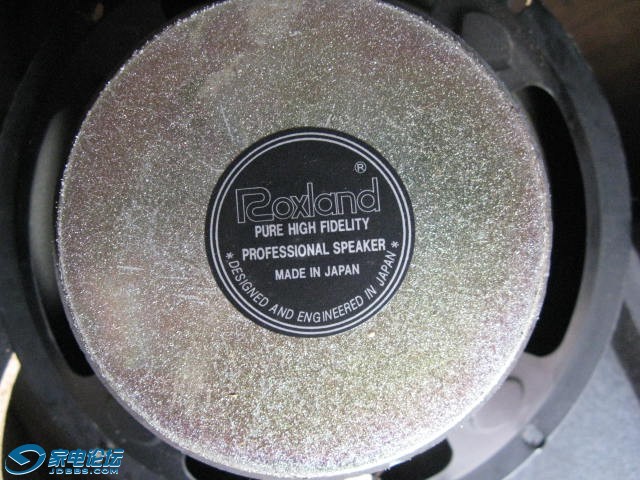 ®
Roxland
PURE HIGH FIDELITY
PROFESSIONAL SPEAKER
MADE IN JAPAN
*DESIGNED AND ENGINEERED IN JAPAN*
家电论坛
JDBBS.COM